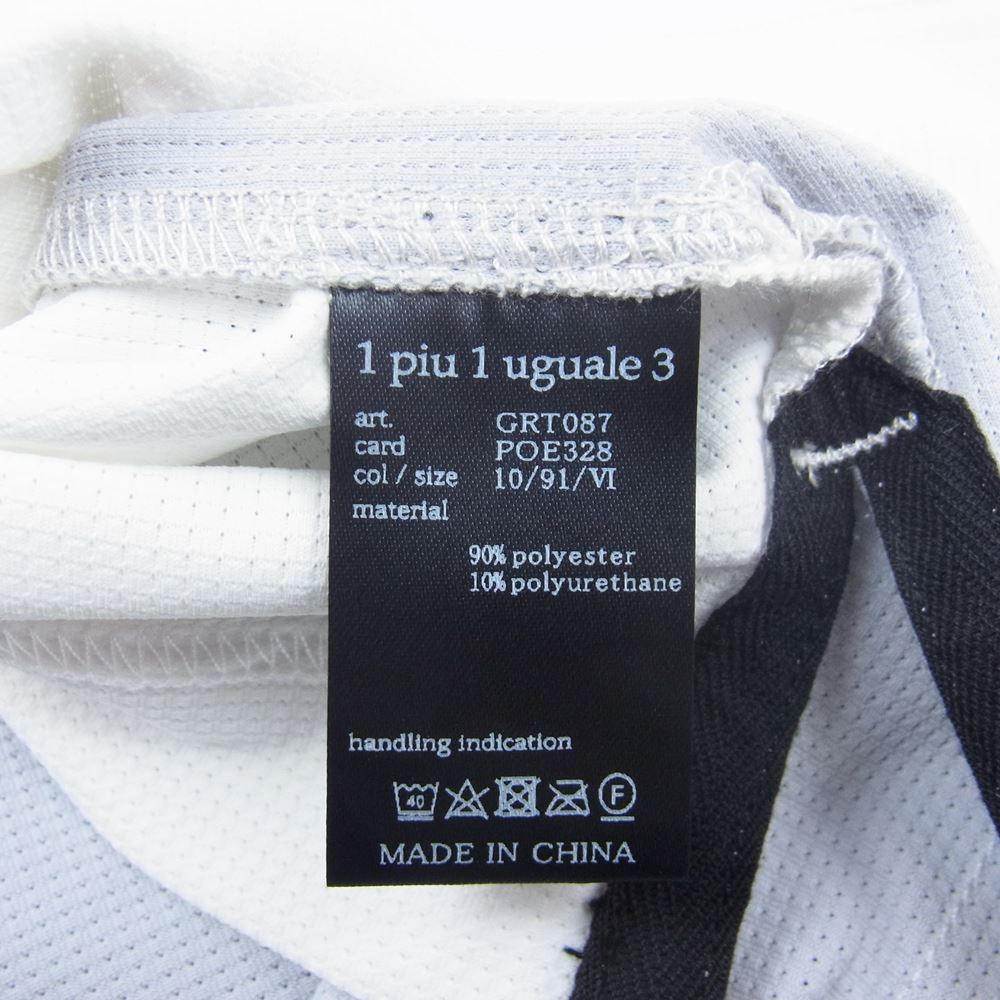 1 piu 1 uguale 3
art. GRT087
card POE328
col / size 10/91/VI
material
90% polyester
10% polyurethane
handling indication
40 F
MADE IN CHINA